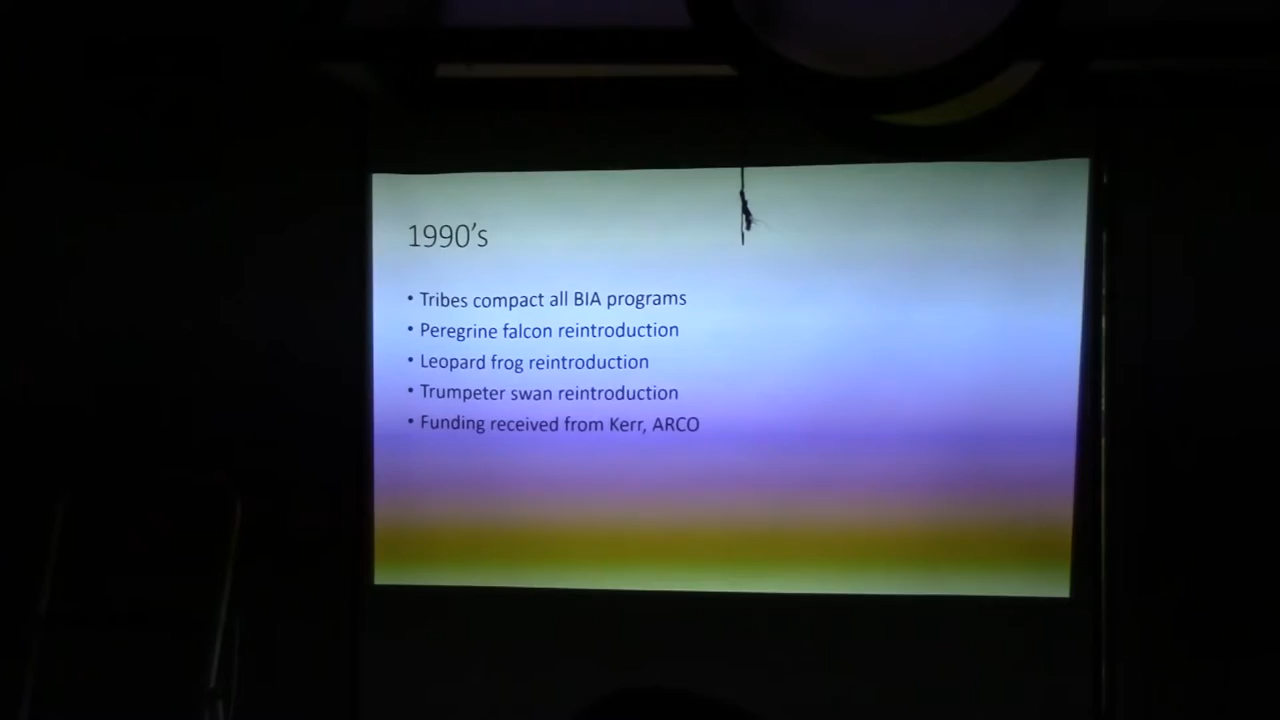 1990's
• Tribes compact all BIA programs
• Peregrine falcon reintroduction
• Leopard frog reintroduction
• Trumpeter swan reintroduction
• Funding received from Kerr, ARCO